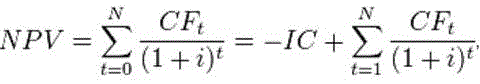 NPV = \sum_{t=0}^{N} \frac{CF_t}{(1+i)^t} = -IC + \sum_{t=1}^{N} \frac{CF_t}{(1+i)^t},